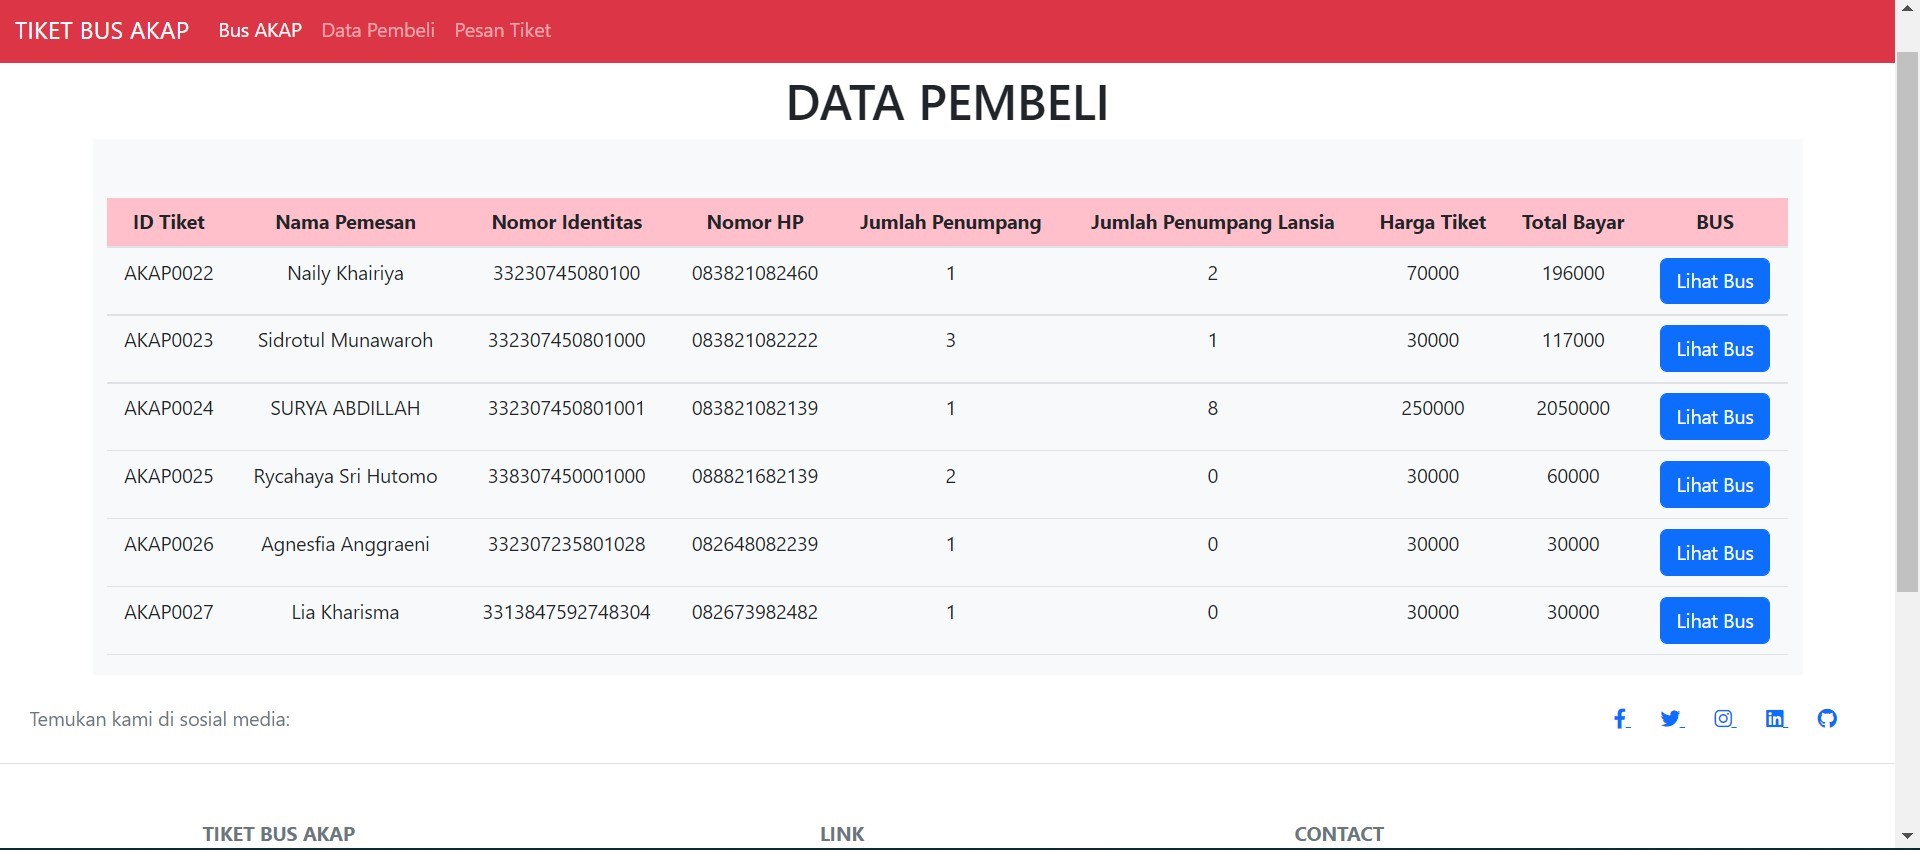 TIKET BUS AKAP Bus AKAP Data Pembeli Pesan Tiket
DATA PEMBELI
ID Tiket Nama Pemesan Nomor Identitas Nomor HP Jumlah Penumpang Jumlah Penumpang Lansia Harga Tiket Total Bayar BUS
AKAP0022 Naily Khairiya 33230745080100 083821082460 1 2 70000 196000 Lihat Bus
AKAP0023 Sidrotul Munawaroh 332307450801000 083821082222 3 1 30000 117000 Lihat Bus
AKAP0024 SURYA ABDILLAH 332307450801001 083821082139 1 8 250000 2050000 Lihat Bus
AKAP0025 Rycahaya Sri Hutomo 338307450001000 088821682139 2 0 30000 60000 Lihat Bus
AKAP0026 Agnesfia Anggraeni 332307235801028 082648082239 1 0 30000 30000 Lihat Bus
AKAP0027 Lia Kharisma 3313847592748304 082673982482 1 0 30000 30000 Lihat Bus
Temukan kami di sosial media:
TIKET BUS AKAP LINK CONTACT